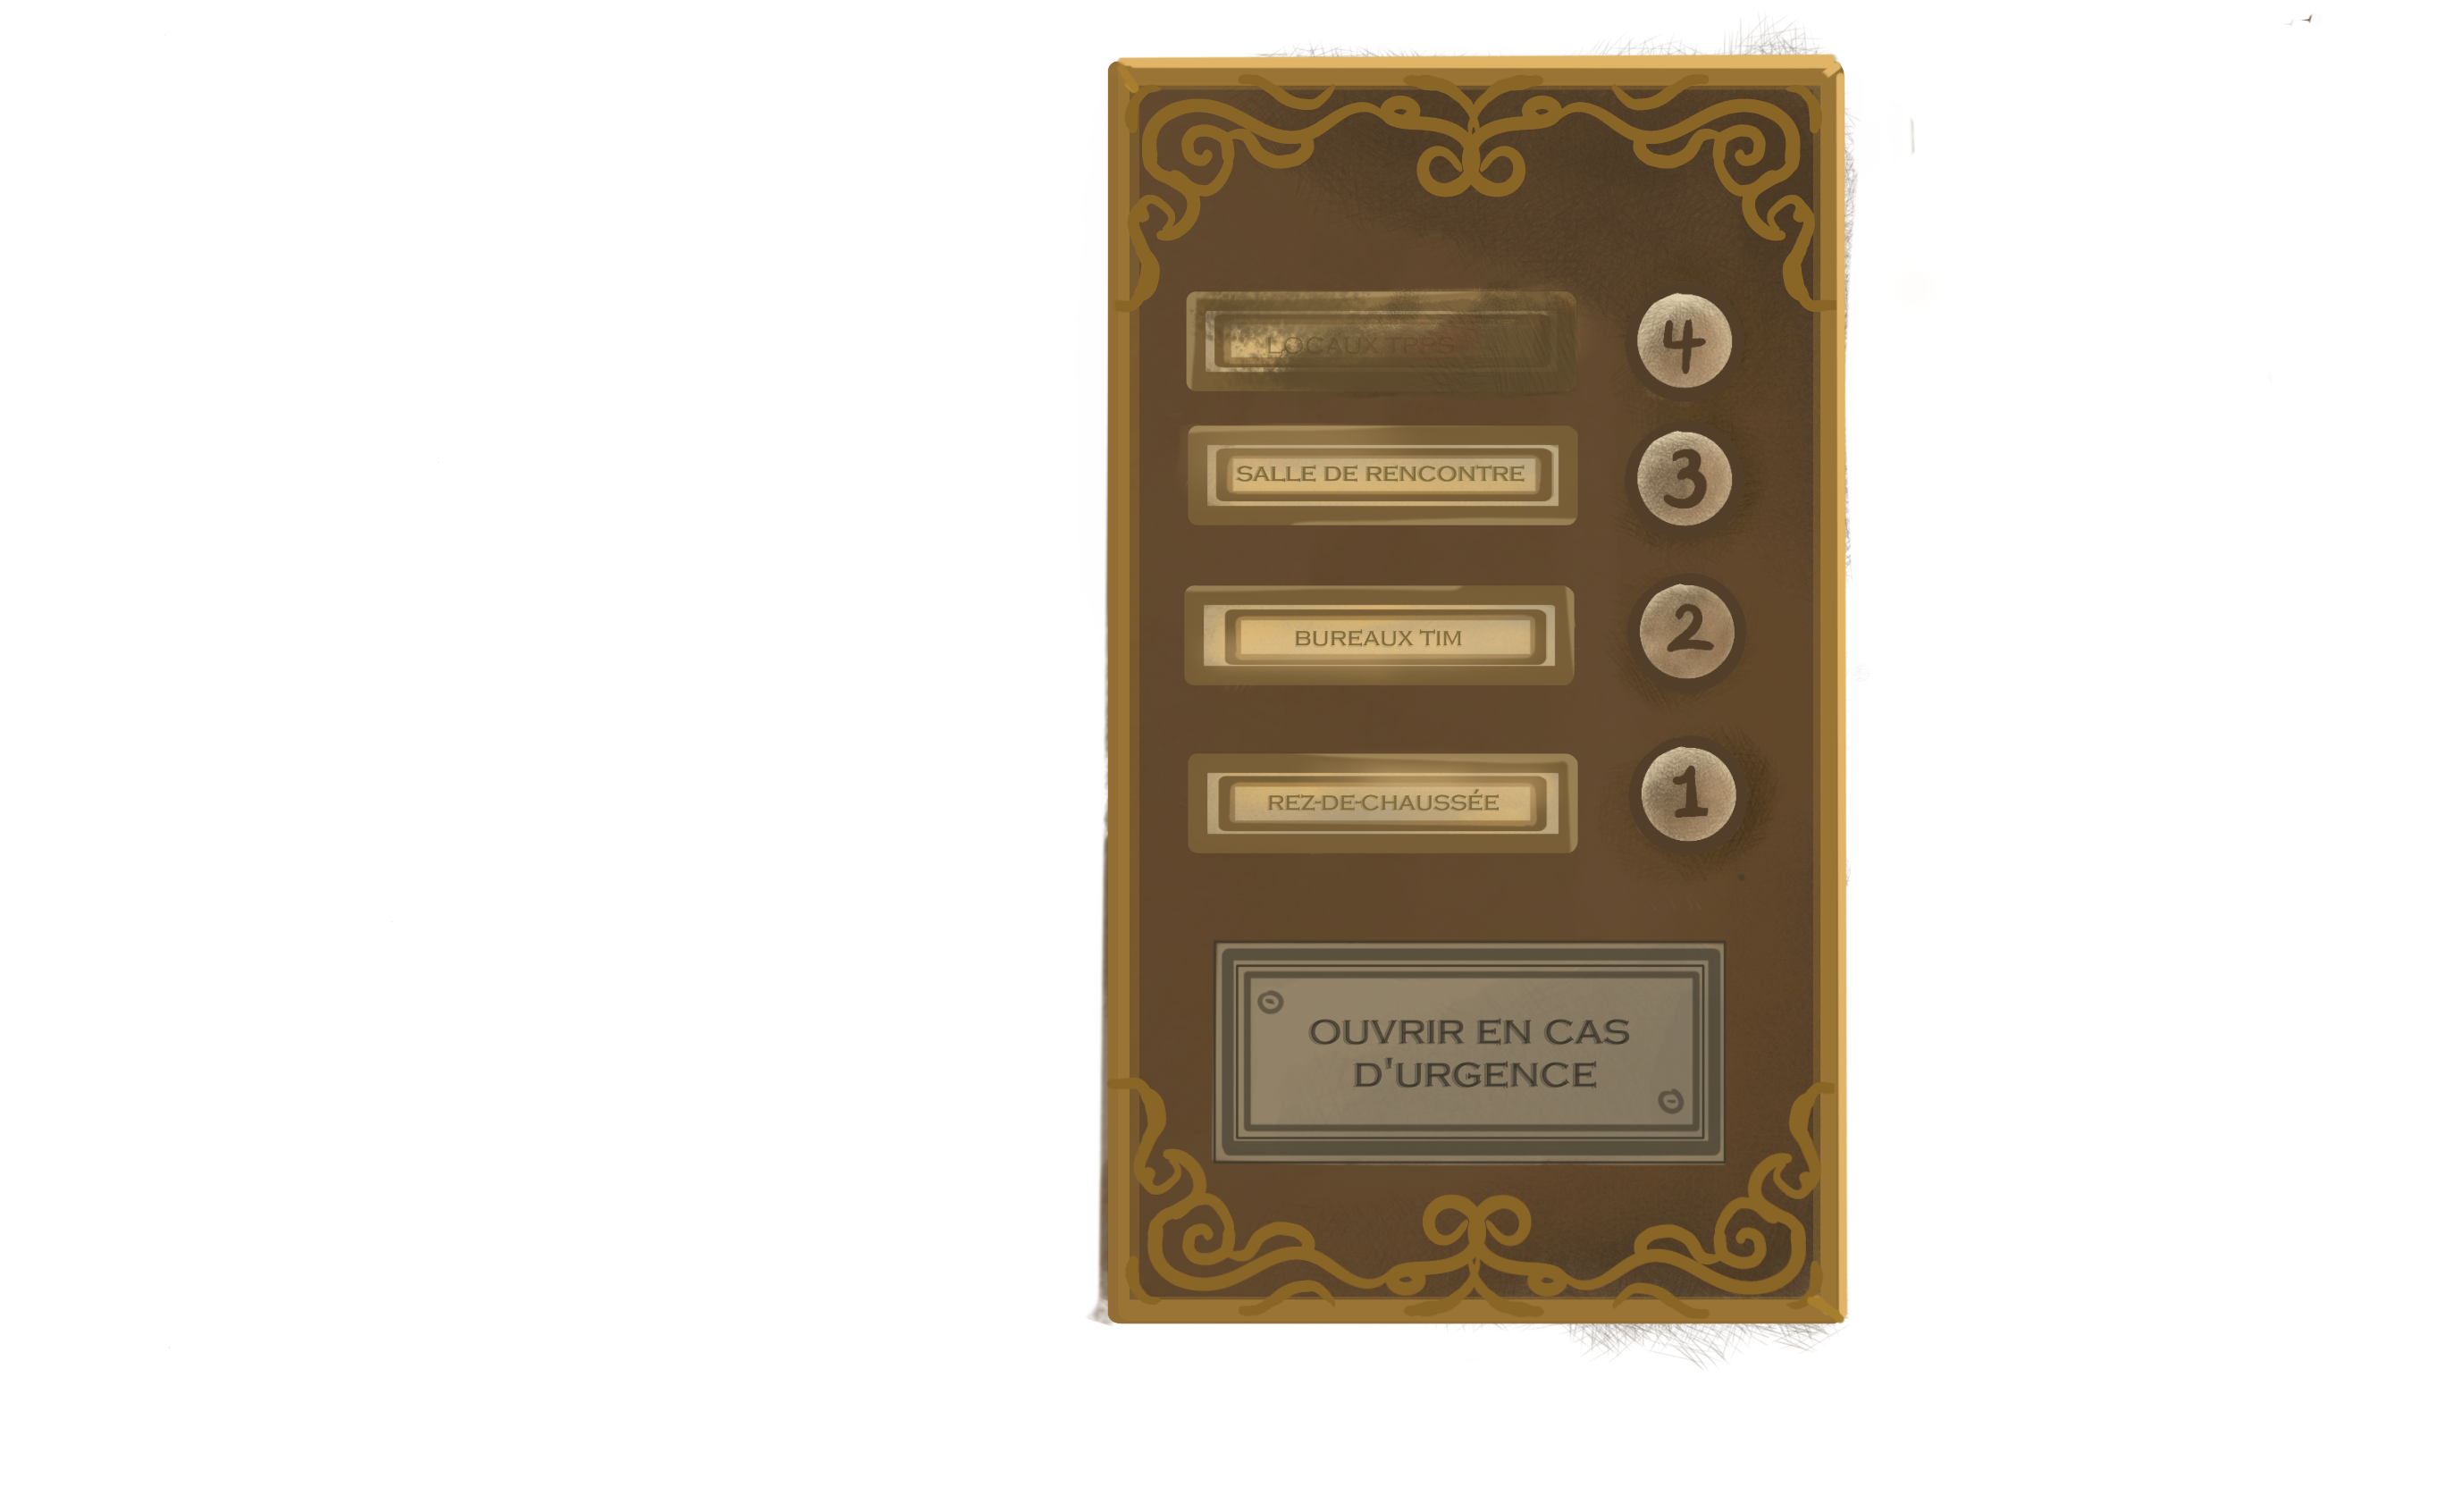 LOCAUX
4
SALLE DE RENCONTRE
3
BUREAUX TIM
2
REZ-DE-CHAUSSÉE
1
OUVRIR EN CAS
D'URGENCE